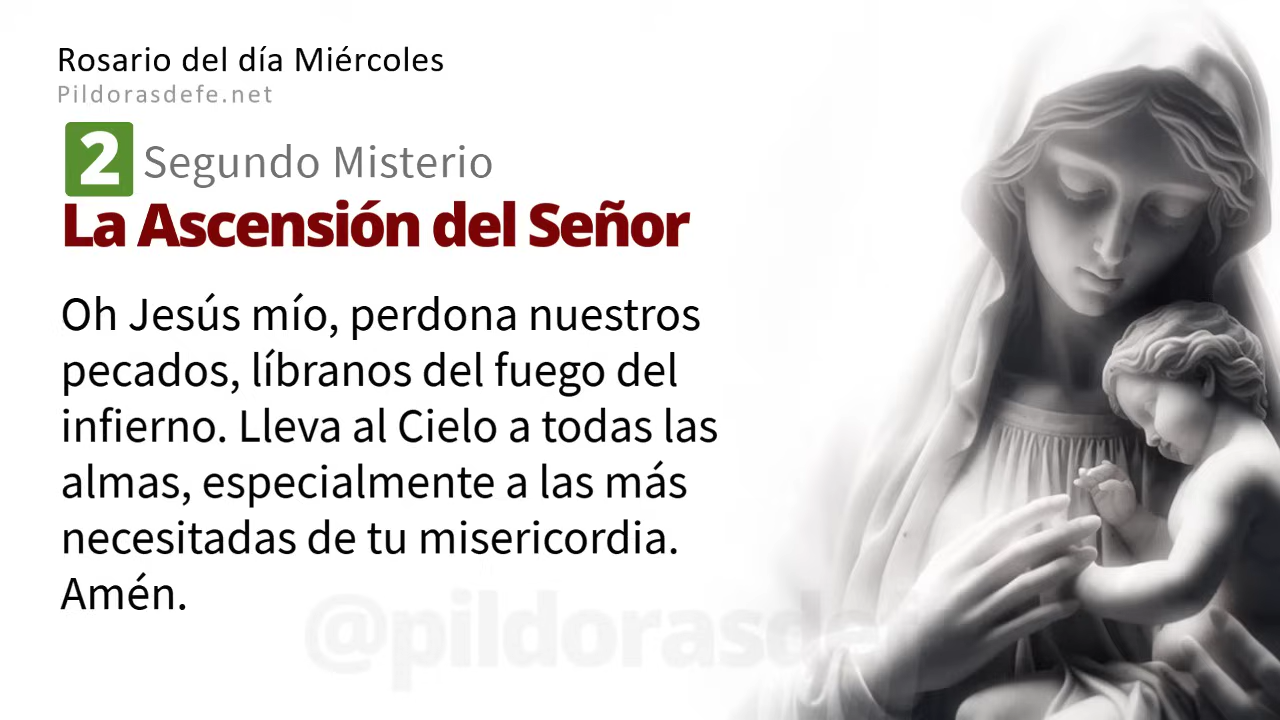 Rosario del día Miércoles
Pildorasdefe.net
2 Segundo Misterio
La Ascensión del Señor
Oh Jesús mío, perdona nuestros
pecados, líbranos del fuego del
infierno. Lleva al Cielo a todas las
almas, especialmente a las más
necesitadas de tu misericordia.
Amén.
@pildorasdef